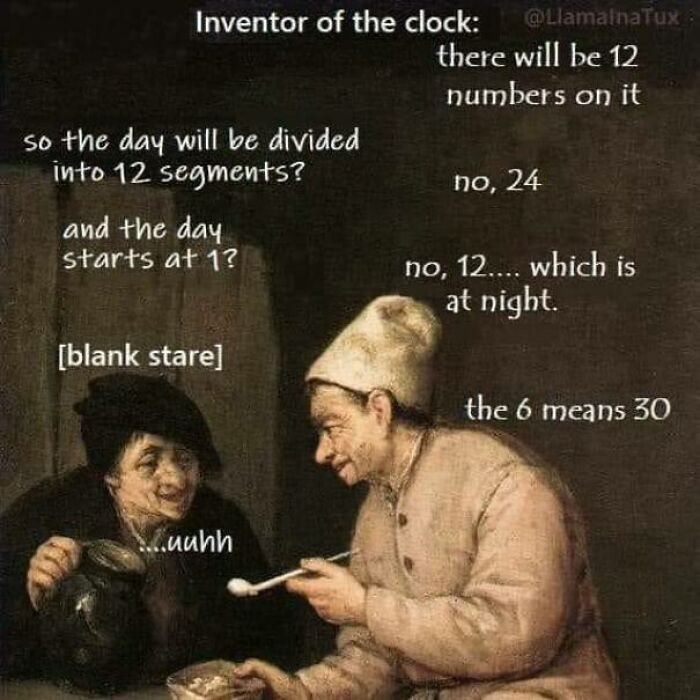 @LlamaInaTux
Inventor of the clock:
there will be 12
numbers on it
so the day will be divided
into 12 segments?
no, 24
and the day
starts at 1?
no, 12.... which is
at night.
[blank stare]
the 6 means 30
....uuhh